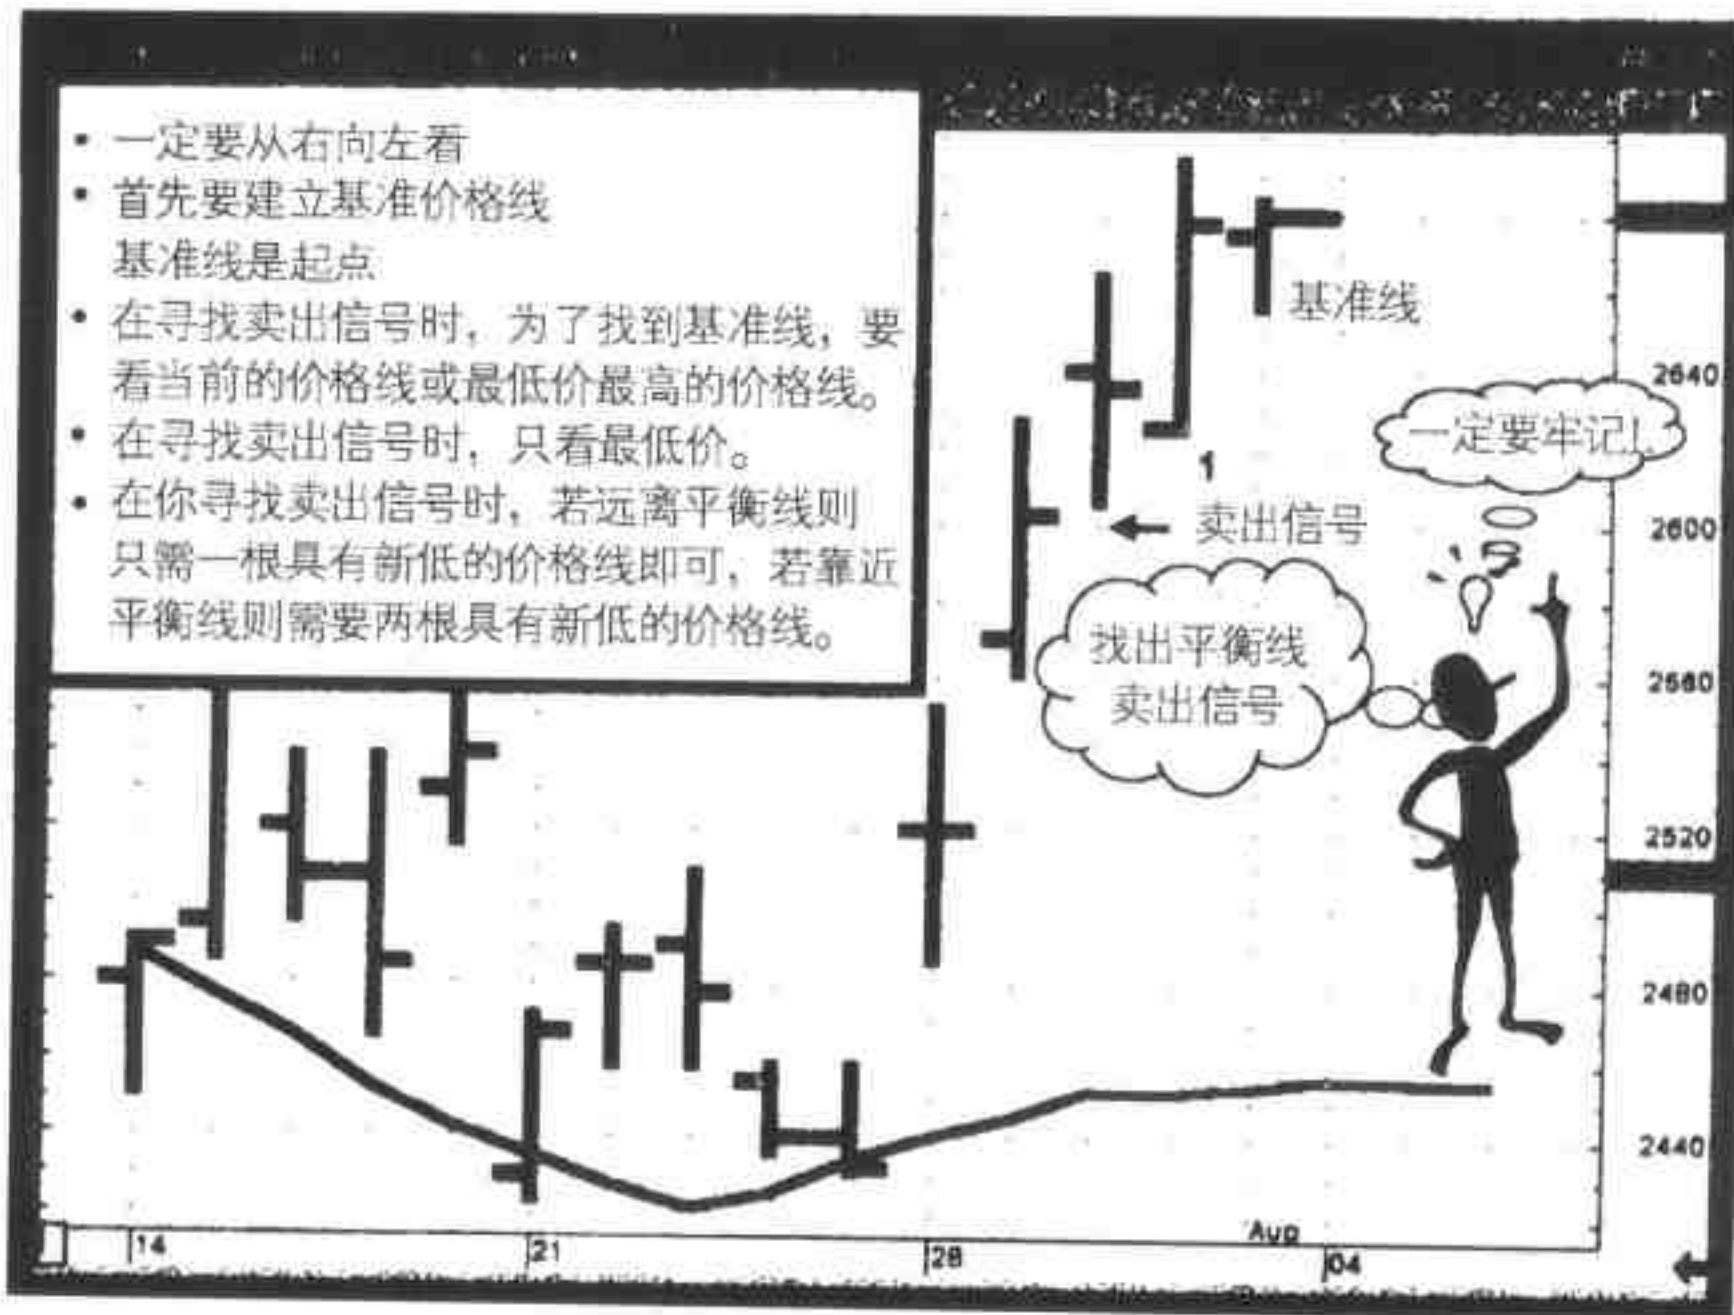 • 一定要从右向左看
• 首先要建立基准价格线
基准线是起点
• 在寻找卖出信号时，为了找到基准线，要
看当前的价格线或最低价最高的价格线。
• 在寻找卖出信号时，只看最低价。
• 在你寻找卖出信号时，若远离平衡线则
只需一根具有新低的价格线即可，若靠近
平衡线则需要两根具有新低的价格线。
基准线
2640
一定要牢记！
1
卖出信号
2600
找出平衡线
卖出信号
2560
2520
2480
2440
Aug
14
21
28
04